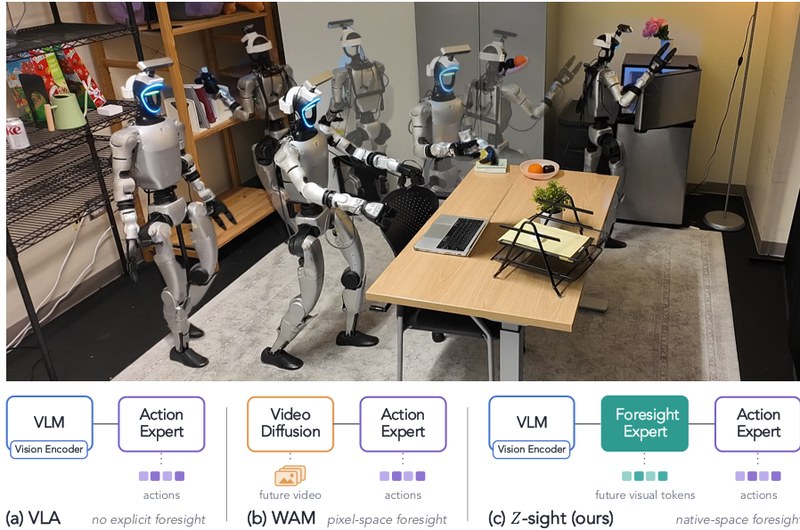 KE
VLM
Vision Encoder
Action
Expert
actions
(a) VLA
no explicit foresight
Video
Diffusion
future video
Action
Expert
actions
(b) WAM
pixel-space foresight
VLM
Vision Encoder
Foresight
Expert
future visual tokens
Action
Expert
actions
(c) Z-sight (ours)
native-space foresight